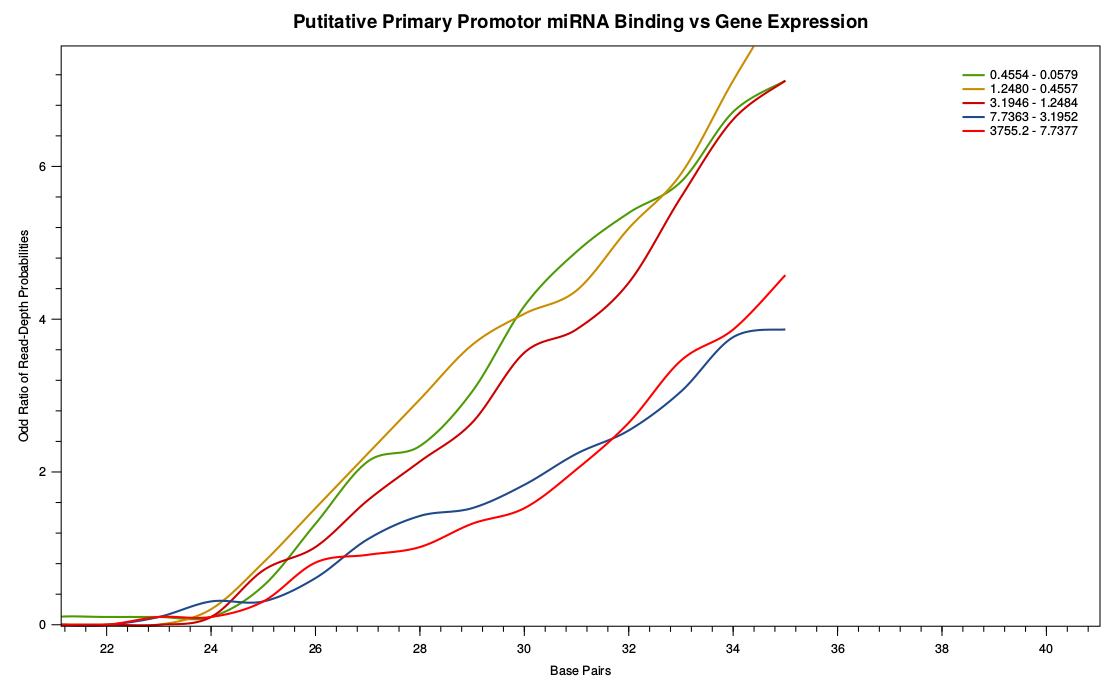 Putitative Primary Promotor miRNA Binding vs Gene Expression
0.4554 - 0.0579
1.2480 - 0.4557
3.1946 - 1.2484
7.7363 - 3.1952
3755.2 - 7.7377
Odd Ratio of Read-Depth Probabilities
6
4
2
0
22 24 26 28 30 32 34 36 38 40
Base Pairs